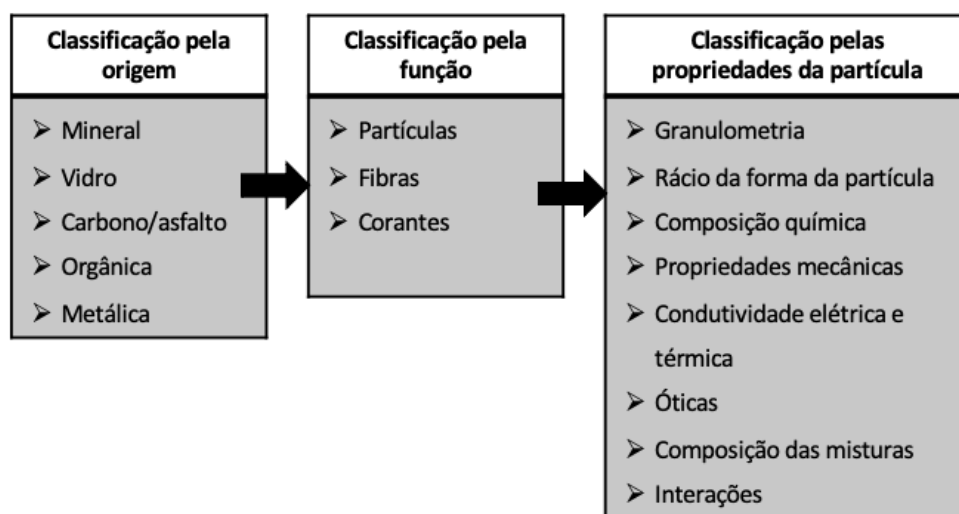 Classificação pela
origem
➢ Mineral
➢ Vidro
➢ Carbono/asfalto
➢ Orgânica
➢ Metálica
Classificação pela
função
➢ Partículas
➢ Fibras
➢ Corantes
Classificação pelas
propriedades da partícula
➢ Granulometria
➢ Rácio da forma da partícula
➢ Composição química
➢ Propriedades mecânicas
➢ Condutividade elétrica e
térmica
➢ Óticas
➢ Composição das misturas
➢ Interações